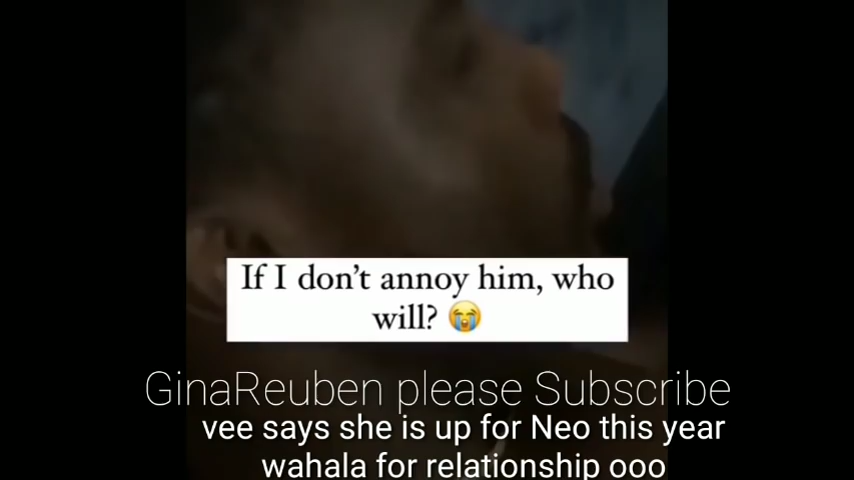 If I don't annoy him, who
will? 😭
GinaReuben please Subscribe
vee says she is up for Neo this year
wahala for relationship ooo